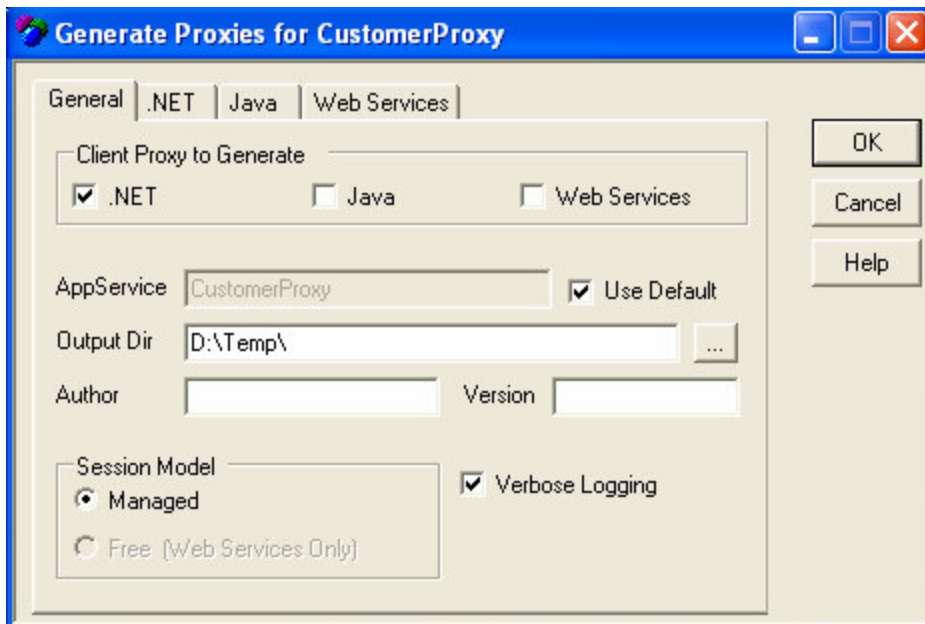 Generate Proxies for CustomerProxy
General .NET Java Web Services
Client Proxy to Generate
.NET Java Web Services
OK
Cancel
Help
AppService CustomerProxy Use Default
Output Dir D:\Temp\ ...
Author Version
Session Model
Managed
Free (Web Services Only)
Verbose Logging